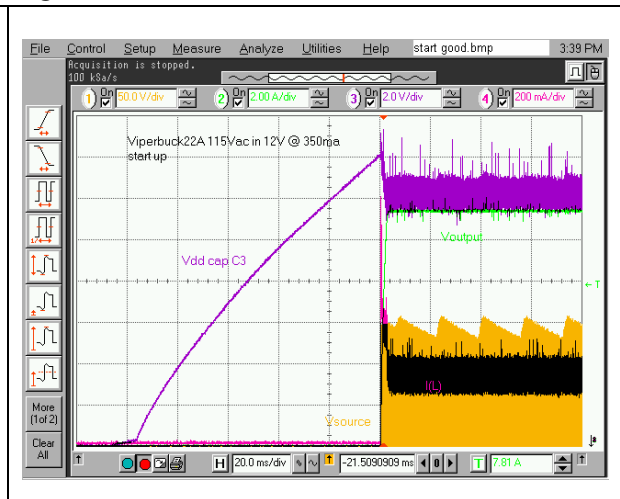 File Control Setup Measure Analyze Utilities Help start good.bmp 3:39 PM
Acquisition is stopped.
100 kSa/s
1) On 50.0 V/div 2) On 2.00 A/div 3) On 2.0 V/div 4) On 200 mA/div
Viperbuck22A 115Vac in 12V @ 350ma
start up
Voutput
Vdd cap C3
T
I(L)
Vsource
More
(1of 2)
Clear
All
H 20.0 ms/div -21.5090909 ms 0 T 7.81 A